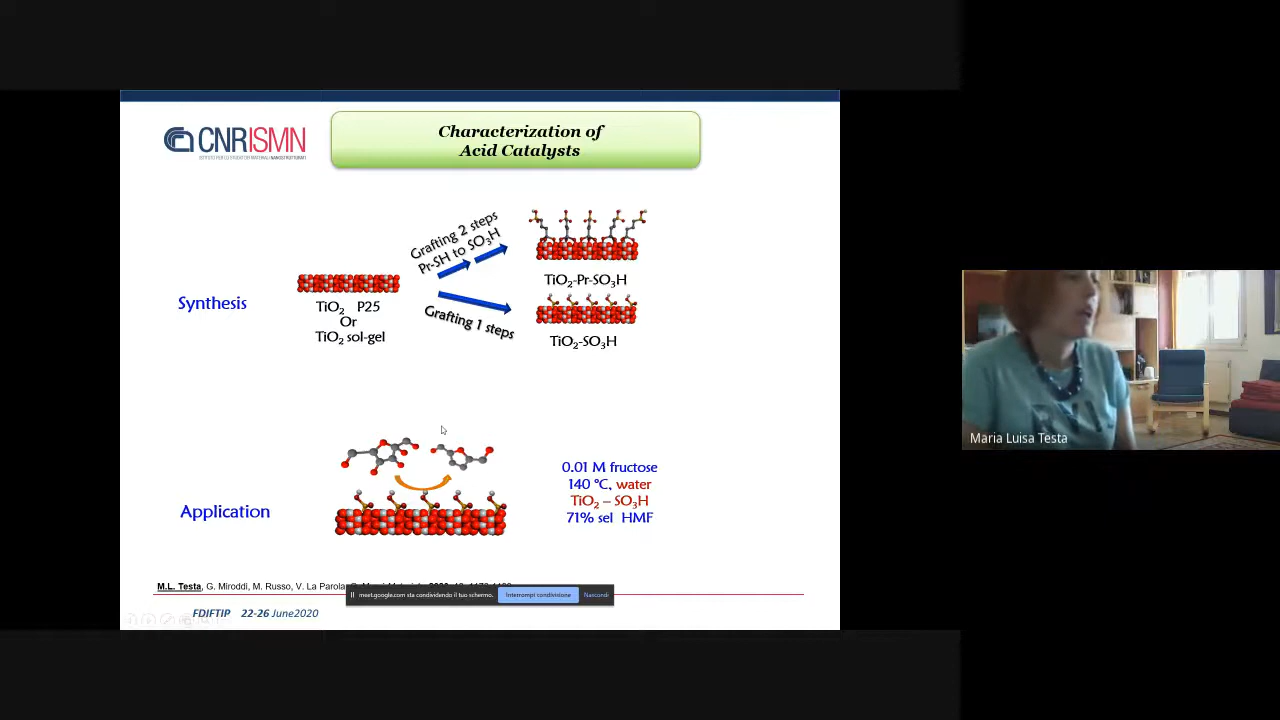 CNRISMN
Characterization of
Acid Catalysts
Grafting 2 steps
Pr-SH to SO₃H
TiO₂-Pr-SO₃H
Synthesis
TiO₂ P25
Or
TiO₂ sol-gel
Grafting 1 steps
TiO₂-SO₃H
Application
0.01 M fructose
140 °C, water
TiO₂ – SO₃H
71% sel HMF
Maria Luisa Testa
M.L. Testa, G. Miroddi, M. Russo, V. La Parola,
meet.google.com sta condividendo il tuo schermo.
Interrompi condivisione
Nascondi
FDIFTIP 22-26 June2020